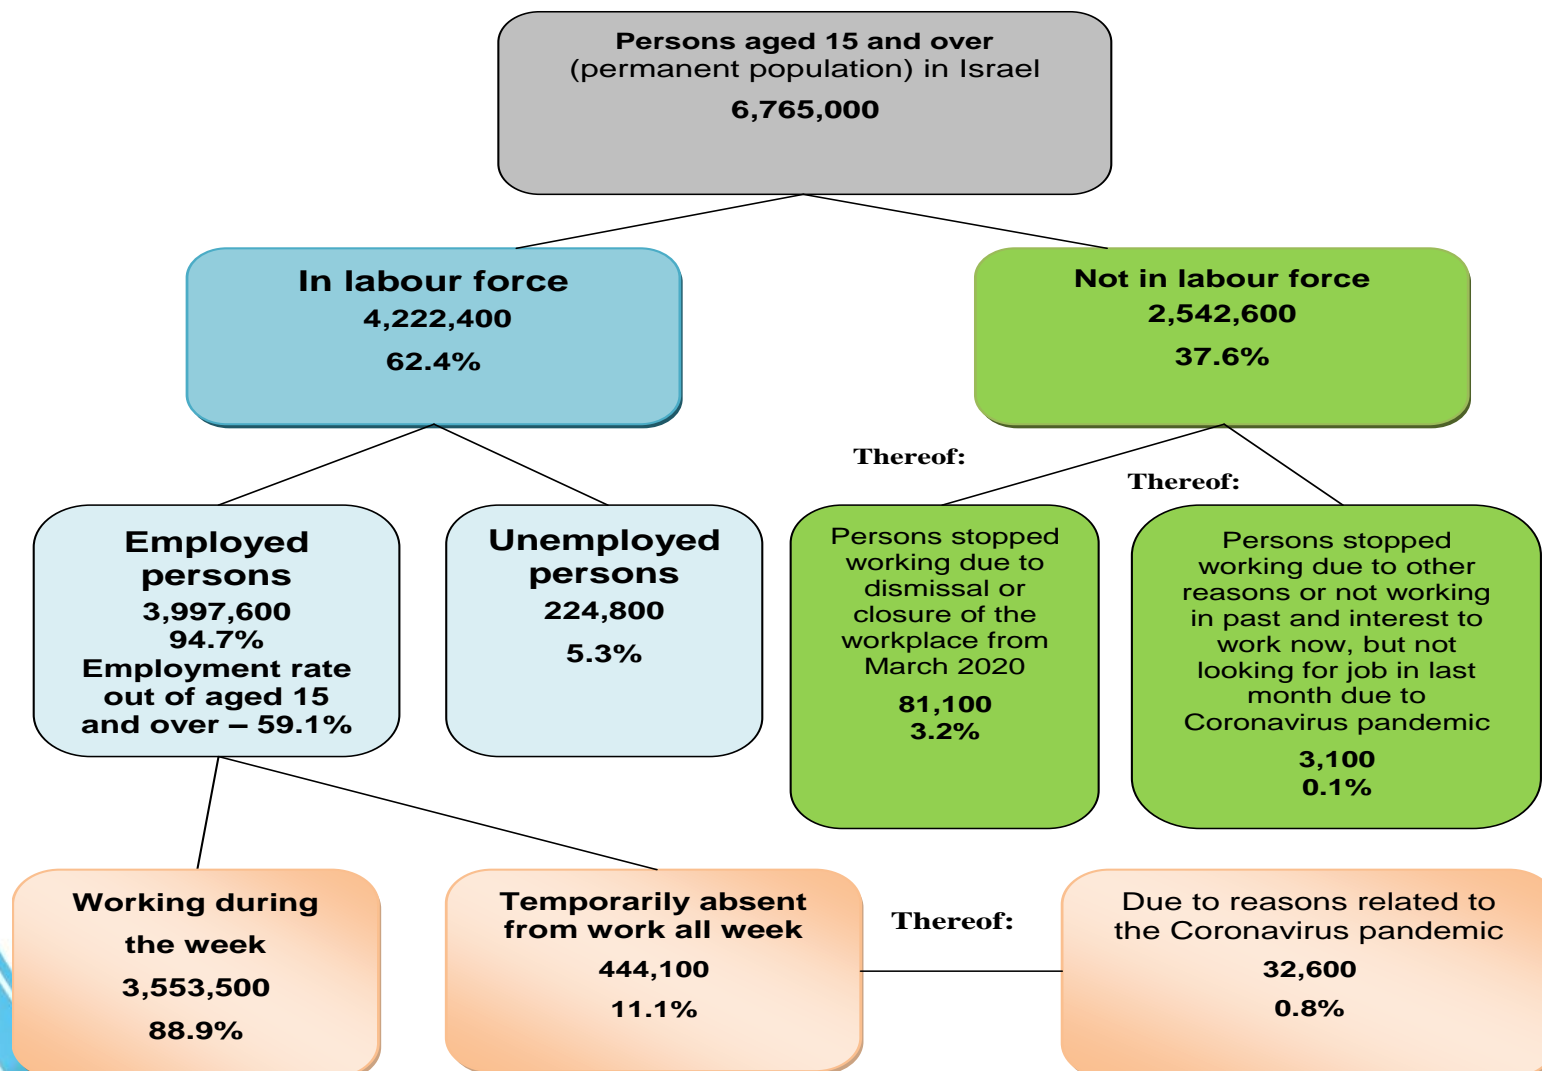 Persons aged 15 and over
(permanent population) in Israel
6,765,000
In labour force
4,222,400
62.4%
Not in labour force
2,542,600
37.6%
Thereof:
Thereof:
Employed
persons
3,997,600
94.7%
Employment rate
out of aged 15
and over – 59.1%
Unemployed
persons
224,800
5.3%
Persons stopped
working due to
dismissal or
closure of the
workplace from
March 2020
81,100
3.2%
Persons stopped
working due to other
reasons or not working
in past and interest to
work now, but not
looking for job in last
month due to
Coronavirus pandemic
3,100
0.1%
Working during
the week
3,553,500
88.9%
Temporarily absent
from work all week
444,100
11.1%
Thereof:
Due to reasons related to
the Coronavirus pandemic
32,600
0.8%